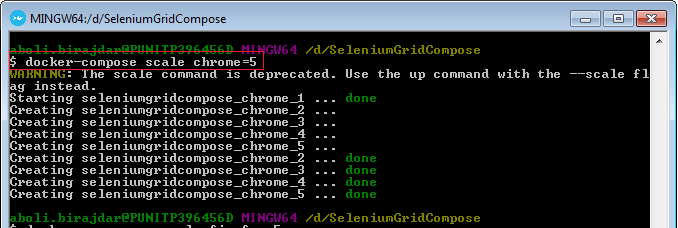 MINGW64:/d/SeleniumGridCompose
aboli.birajdar@PUNITP396456D MINGW64 /d/SeleniumGridCompose
$ docker-compose scale chrome=5
WARNING: The scale command is deprecated. Use the up command with the --scale fl
ag instead.
Starting seleniumgridcompose_chrome_1 ... done
Creating seleniumgridcompose_chrome_2 ...
Creating seleniumgridcompose_chrome_3 ...
Creating seleniumgridcompose_chrome_4 ...
Creating seleniumgridcompose_chrome_5 ...
Creating seleniumgridcompose_chrome_2 ... done
Creating seleniumgridcompose_chrome_3 ... done
Creating seleniumgridcompose_chrome_4 ... done
Creating seleniumgridcompose_chrome_5 ... done
aboli.birajdar@PUNITP396456D MINGW64 /d/SeleniumGridCompose